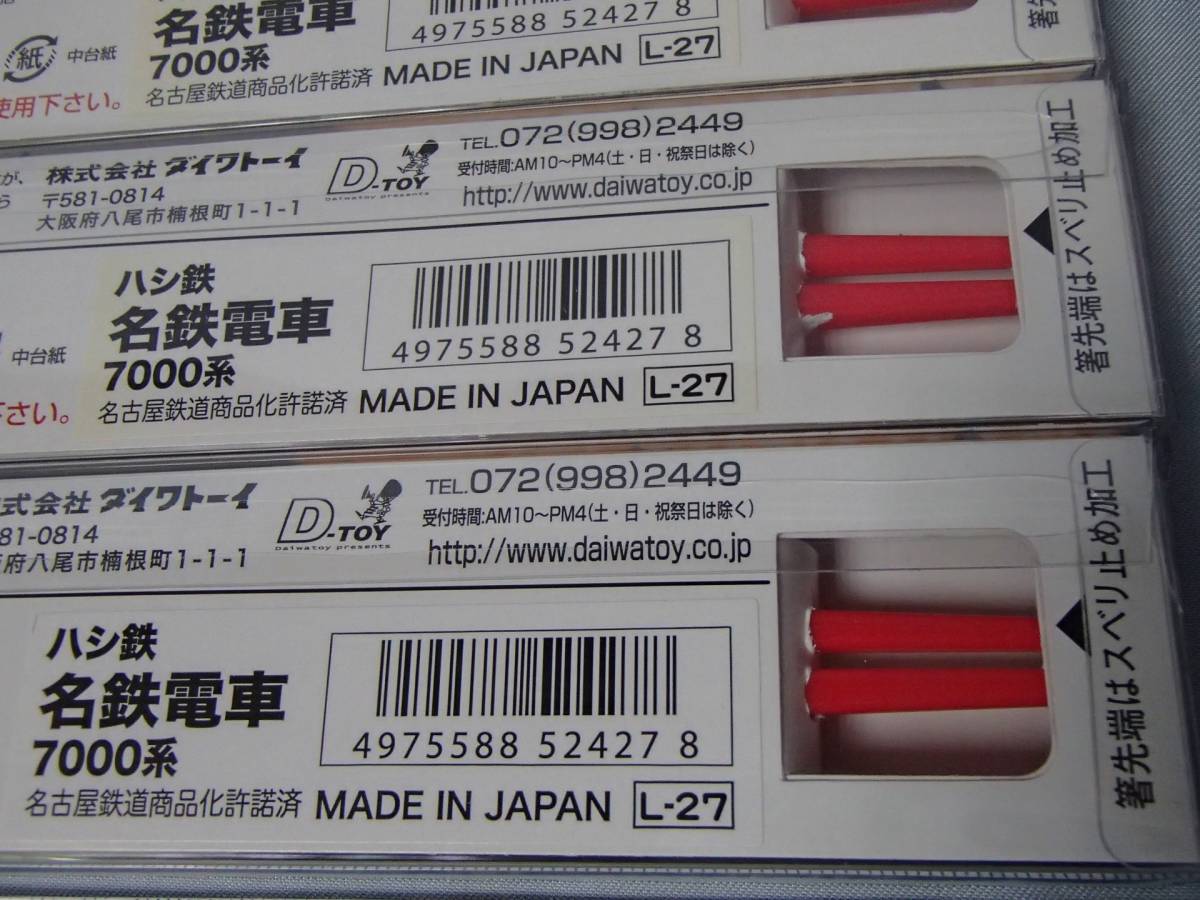 名鉄電車
7000系
名古屋鉄道商品化許諾済
4975588 52427 8
MADE IN JAPAN L-27
紙 中台紙
使用下さい。
株式会社 ダイワトーイ
〒581-0814
大阪府八尾市楠根町1-1-1
D-TOY
Daiwatoy presents
TEL.072(998)2449
受付時間:AM10～PM4(土・日・祝祭日は除く)
http://www.daiwatoy.co.jp
ハシ鉄
名鉄電車
7000系
名古屋鉄道商品化許諾済
4975588 52427 8
MADE IN JAPAN L-27
中台紙
下さい。
箸先端はスベリ止め加工
式会社 ダイワトーイ
81-0814
府八尾市楠根町1-1-1
D-TOY
Daiwatoy presents
TEL.072(998)2449
受付時間:AM10～PM4(土・日・祝祭日は除く)
http://www.daiwatoy.co.jp
ハシ鉄
名鉄電車
7000系
名古屋鉄道商品化許諾済
4975588 52427 8
MADE IN JAPAN L-27
箸先端はスベリ止め加工